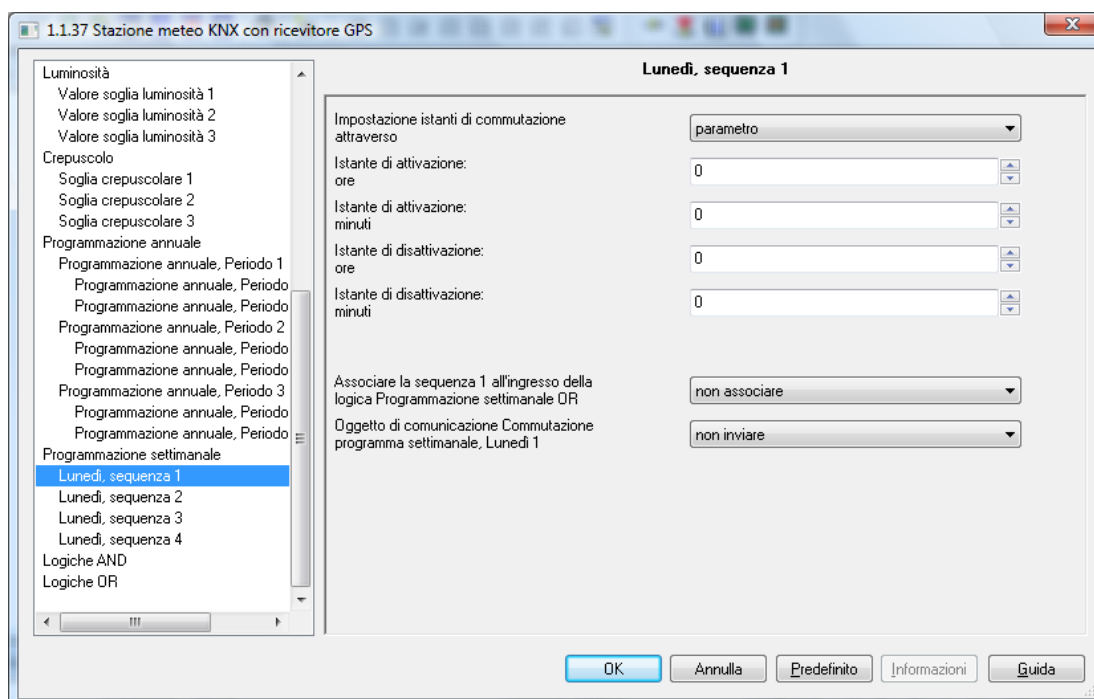 1.1.37 Stazione meteo KNX con ricevitore GPS
Luminosità
Valore soglia luminosità 1
Valore soglia luminosità 2
Valore soglia luminosità 3
Crepuscolo
Soglia crepuscolare 1
Soglia crepuscolare 2
Soglia crepuscolare 3
Programmazione annuale
Programmazione annuale, Periodo 1
Programmazione annuale, Periodo
Programmazione annuale, Periodo
Programmazione annuale, Periodo 2
Programmazione annuale, Periodo
Programmazione annuale, Periodo
Programmazione annuale, Periodo 3
Programmazione annuale, Periodo
Programmazione annuale, Periodo
Programmazione settimanale
Lunedì, sequenza 1
Lunedì, sequenza 2
Lunedì, sequenza 3
Lunedì, sequenza 4
Logiche AND
Logiche OR
Lunedì, sequenza 1
Impostazione istanti di commutazione
attraverso
parametro
Istante di attivazione:
ore
0
Istante di attivazione:
minuti
0
Istante di disattivazione:
ore
0
Istante di disattivazione:
minuti
0
Associare la sequenza 1 all'ingresso della
logica Programmazione settimanale OR
non associare
Oggetto di comunicazione Commutazione
programma settimanale, Lunedì 1
non inviare
OK
Annulla
Predefinito
Informazioni
Guida